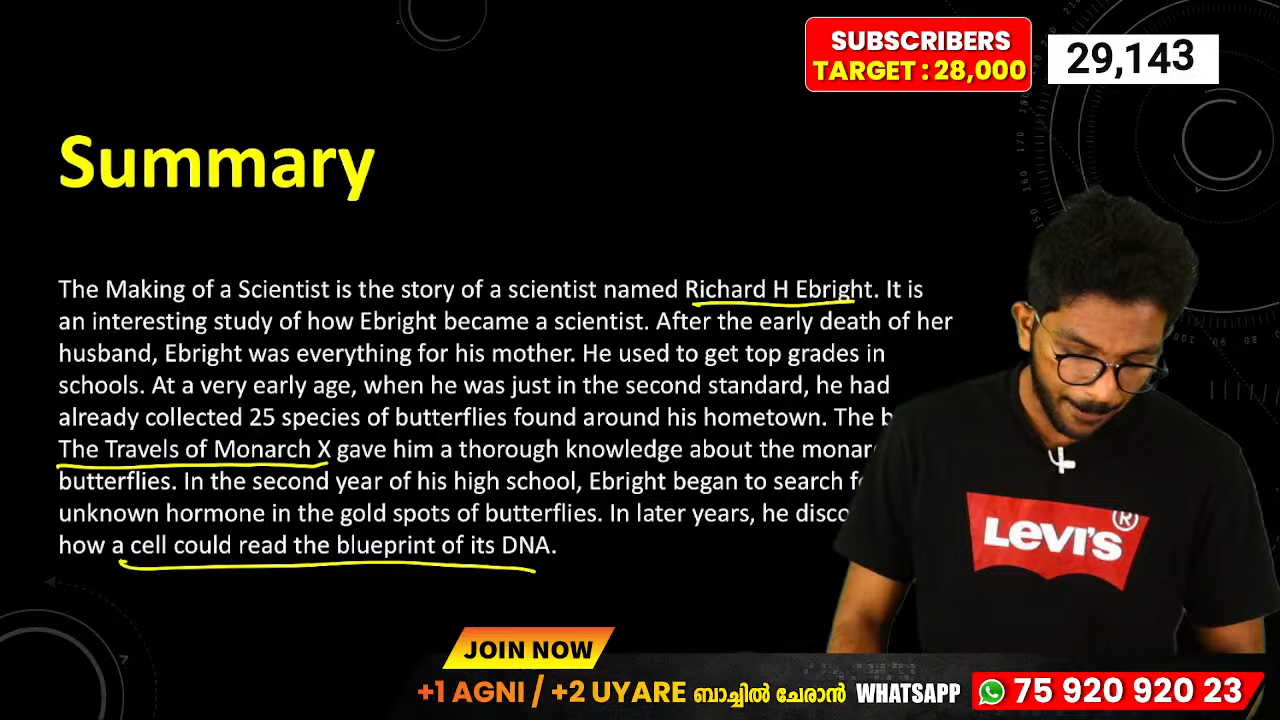 SUBSCRIBERS
TARGET : 28,000
29,143
Summary
The Making of a Scientist is the story of a scientist named Richard H Ebright. It is
an interesting study of how Ebright became a scientist. After the early death of her
husband, Ebright was everything for his mother. He used to get top grades in
schools. At a very early age, when he was just in the second standard, he had
already collected 25 species of butterflies found around his hometown. The
The Travels of Monarch X gave him a thorough knowledge about the
butterflies. In the second year of his high school, Ebright began to search
unknown hormone in the gold spots of butterflies. In later years, he
how a cell could read the blueprint of its DNA.
LEVI'S
®
JOIN NOW
+1 AGNI / +2 UYARE ബാച്ചിൽ ചേരാൻ WHATSAPP 75 920 920 23